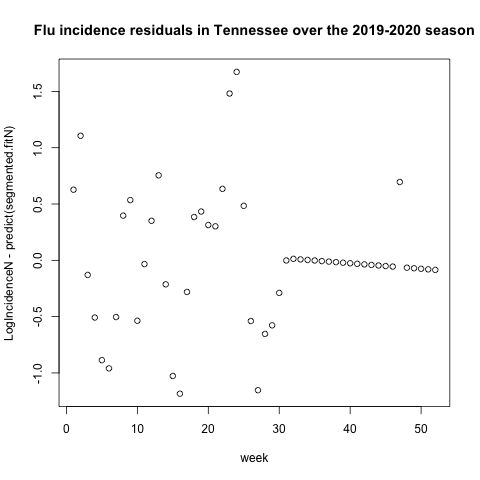 Flu incidence residuals in Tennessee over the 2019-2020 season
LogIncidenceN - predict(segmented.fitN)
1.5
1.0
0.5
0.0
-0.5
-1.0
0 10 20 30 40 50
week